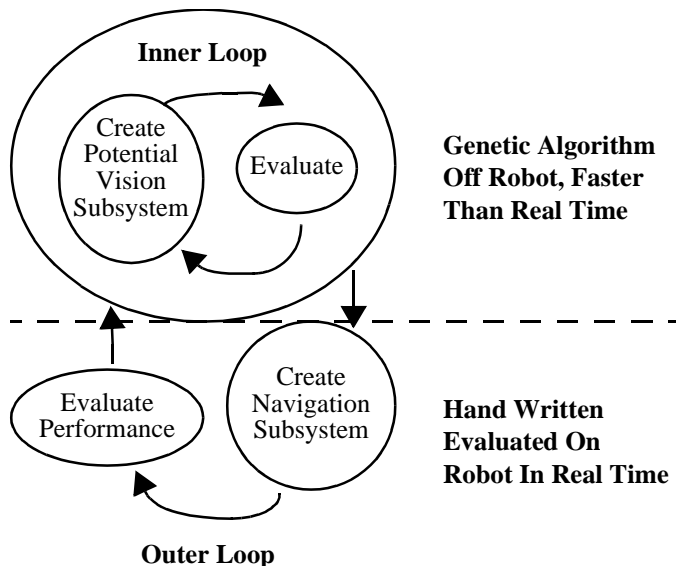 Inner Loop
Create
Potential
Vision
Subsystem
Evaluate
Genetic Algorithm
Off Robot, Faster
Than Real Time
Evaluate
Performance
Create
Navigation
Subsystem
Hand Written
Evaluated On
Robot In Real Time
Outer Loop